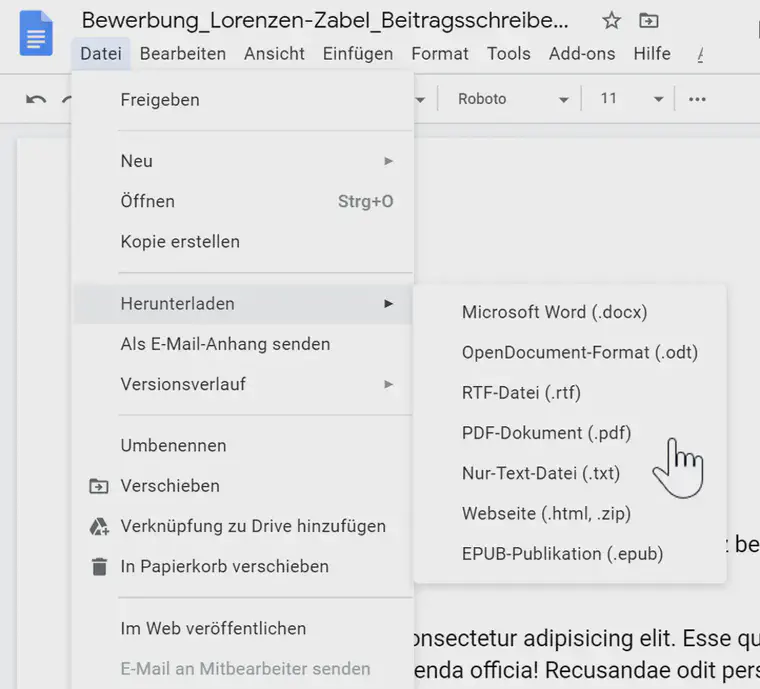 Bewerbung_Lorenzen-Zabel_Beitragsschreibe...
Datei Bearbeiten Ansicht Einfügen Format Tools Add-ons Hilfe
Roboto 11
Freigeben
Neu
Öffnen Strg+O
Kopie erstellen
Herunterladen
Als E-Mail-Anhang senden
Versionsverlauf
Umbenennen
Verschieben
Verknüpfung zu Drive hinzufügen
In Papierkorb verschieben
Im Web veröffentlichen
E-Mail an Mitbearbeiter senden
Microsoft Word (.docx)
OpenDocument-Format (.odt)
RTF-Datei (.rtf)
PDF-Dokument (.pdf)
Nur-Text-Datei (.txt)
Webseite (.html, .zip)
EPUB-Publikation (.epub)
be
onsectetur adipisicing elit. Esse qu
enda officia! Recusandae odit pers